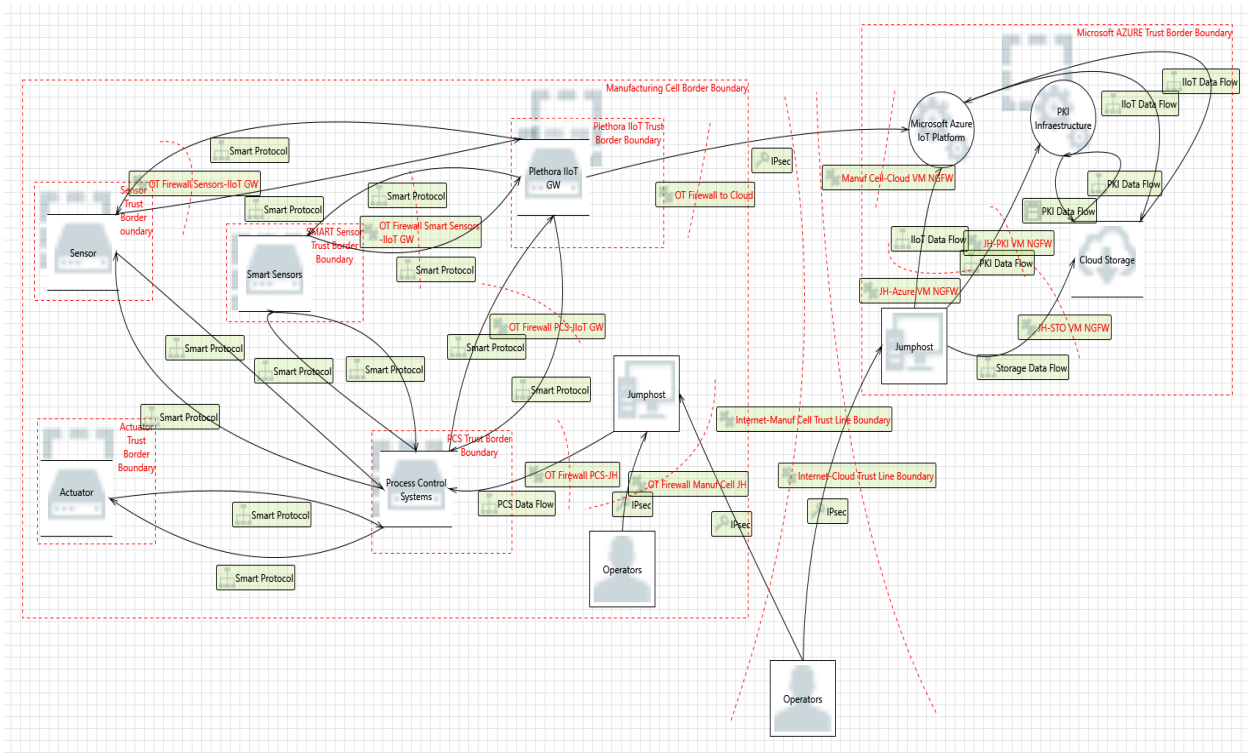 Microsoft AZURE Trust Border Boundary
IIoT Data Flow
IIoT Data Flow
Manufacturing Cell Border Boundary
Plethora IIoT Trust
Border Boundary
Microsoft Azure
IoT Platform
PKI
Infraestructure
Smart Protocol
IPsec
Plethora IIoT
GW
Manuf Cell-Cloud VM NGFW
PKI Data Flow
OT Firewall Sensors-IIoT GW
Sensor
Trust
Border
oundary
Smart Protocol
OT Firewall to Cloud
Smart Protocol
PKI Data Flow
SMART Sensor
Trust Border
Boundary
OT Firewall Smart Sensors
-IIoT GW
IIoT Data Flow
JH-PKI VM NGFW
Sensor
PKI Data Flow
Cloud Storage
Smart Sensors
Smart Protocol
JH-Azure VM NGFW
OT Firewall PCS-IIoT GW
JH-STO VM NGFW
Smart Protocol
Smart Protocol
Jumphost
Smart Protocol
Smart Protocol
Storage Data Flow
Smart Protocol
Jumphost
Smart Protocol
Internet-Manuf Cell Trust Line Boundary
Actuator
Trust
Border
Boundary
PCS Trust Border
Boundary
OT Firewall PCS-JH
Internet-Cloud Trust Line Boundary
Process Control
Systems
OT Firewall Manuf Cell JH
Actuator
PCS Data Flow
IPsec
IPsec
Smart Protocol
IPsec
Operators
Smart Protocol
Operators